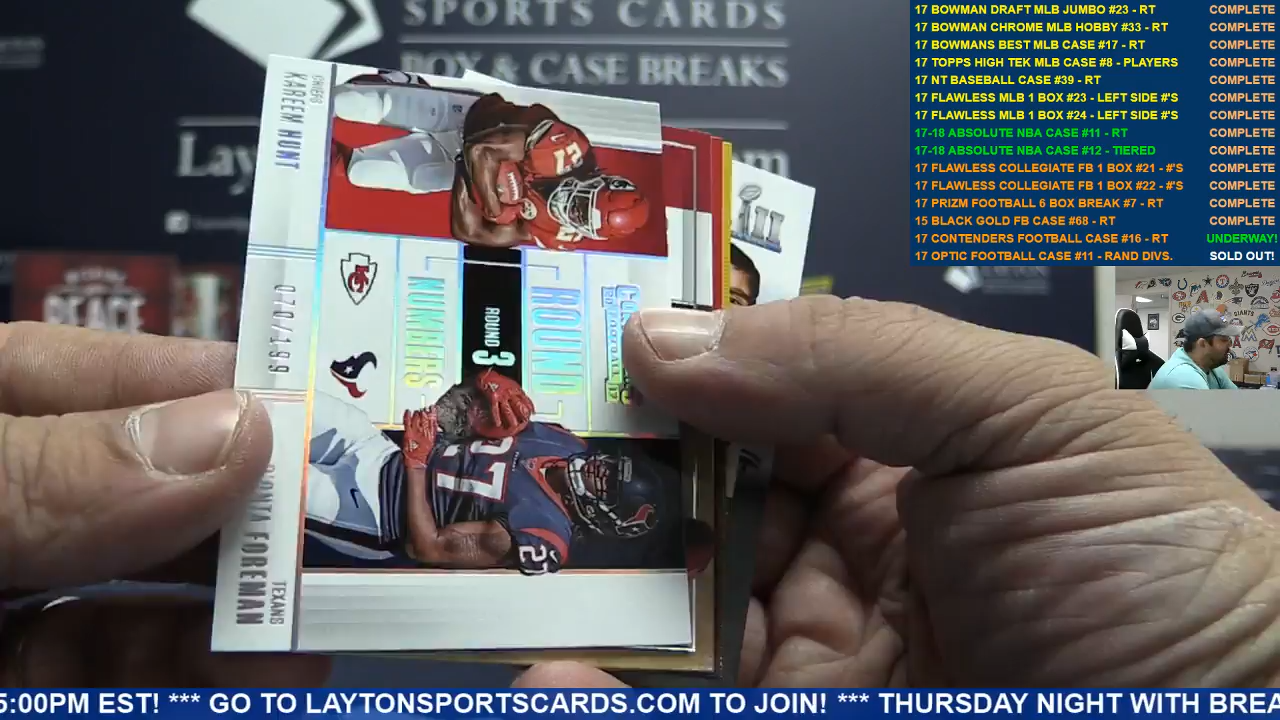 SPORTS CARDS
BOX & CASE BREAKS
Lay
17 BOWMAN DRAFT MLB JUMBO #23 - RT COMPLETE
17 BOWMAN CHROME MLB HOBBY #33 - RT COMPLETE
17 BOWMANS BEST MLB CASE #17 - RT COMPLETE
17 TOPPS HIGH TEK MLB CASE #8 - PLAYERS COMPLETE
17 NT BASEBALL CASE #39 - RT COMPLETE
17 FLAWLESS MLB 1 BOX #23 - LEFT SIDE #'S COMPLETE
17 FLAWLESS MLB 1 BOX #24 - LEFT SIDE #'S COMPLETE
17-18 ABSOLUTE NBA CASE #11 - RT COMPLETE
17-18 ABSOLUTE NBA CASE #12 - TIERED COMPLETE
17 FLAWLESS COLLEGIATE FB 1 BOX #21 - #'S COMPLETE
17 FLAWLESS COLLEGIATE FB 1 BOX #22 - #'S COMPLETE
17 PRIZM FOOTBALL 6 BOX BREAK #7 - RT COMPLETE
15 BLACK GOLD FB CASE #68 - RT COMPLETE
17 CONTENDERS FOOTBALL CASE #16 - RT UNDERWAY!
17 OPTIC FOOTBALL CASE #11 - RAND DIVS. SOLD OUT!
CHIEFS
KAREEM HUNT
070/199
TEXANS
D'ONTA FOREMAN
ROUND
ROUND 3
NUMBERS
27
27
27
LII
5:00PM EST! *** GO TO LAYTONSPORTSCARDS.COM TO JOIN! *** THURSDAY NIGHT WITH BREA